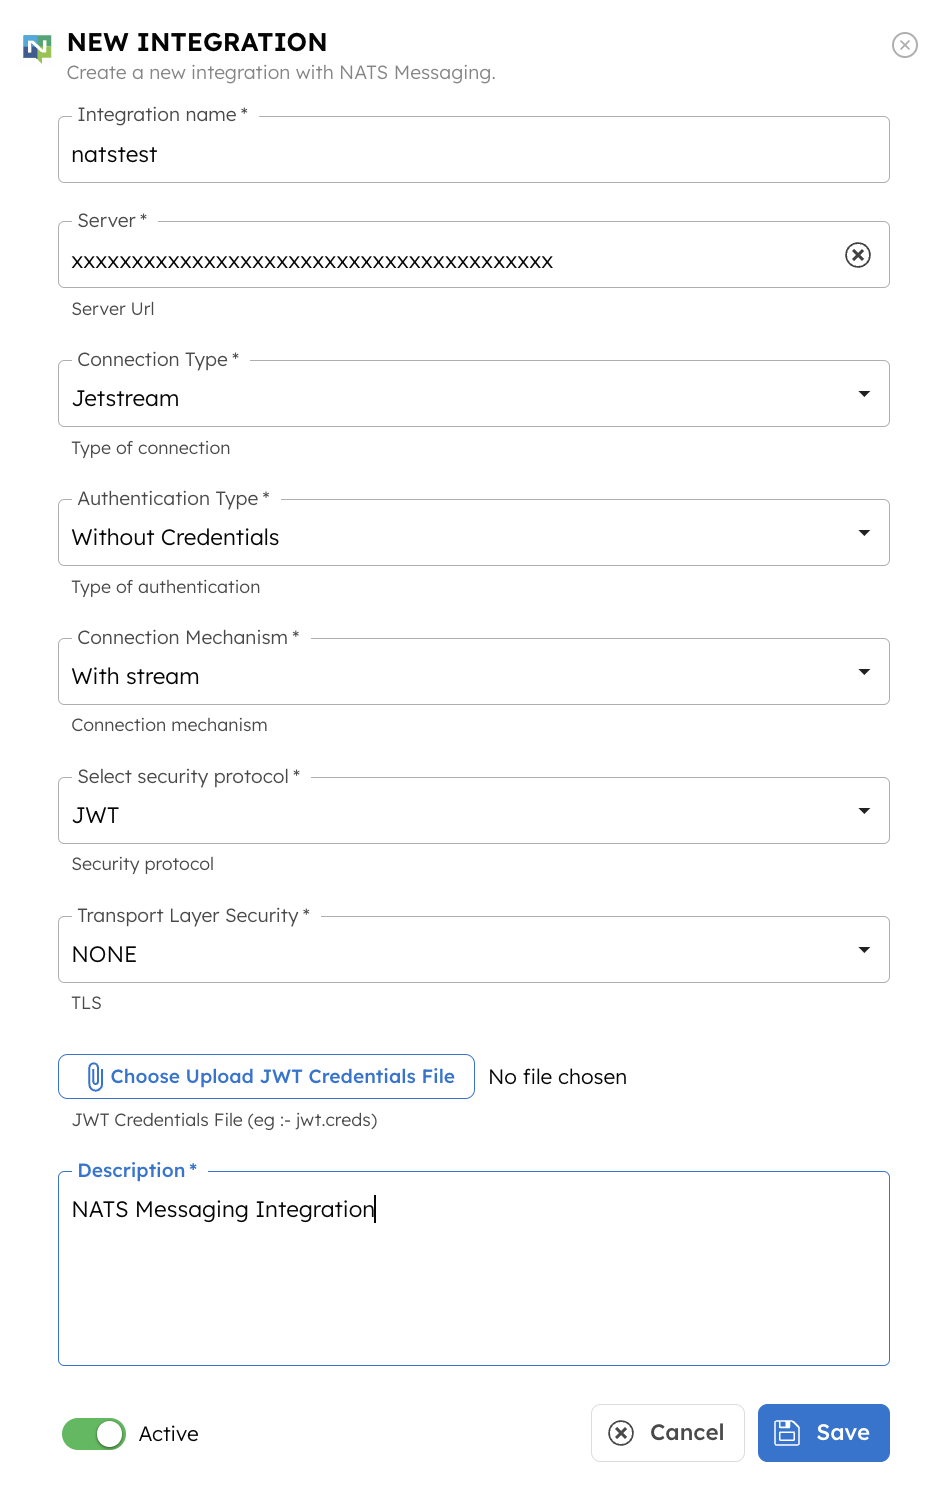 NEW INTEGRATION
Create a new integration with NATS Messaging.
Integration name *
natstest
Server *
xxxxxxxxxxxxxxxxxxxxxxxxxxxxxxxxxxxxxxxx
Server Url
Connection Type *
Jetstream
Type of connection
Authentication Type *
Without Credentials
Type of authentication
Connection Mechanism *
With stream
Connection mechanism
Select security protocol *
JWT
Security protocol
Transport Layer Security *
NONE
TLS
Choose Upload JWT Credentials File No file chosen
JWT Credentials File (eg :- jwt.creds)
Description *
NATS Messaging Integration
Active Cancel Save